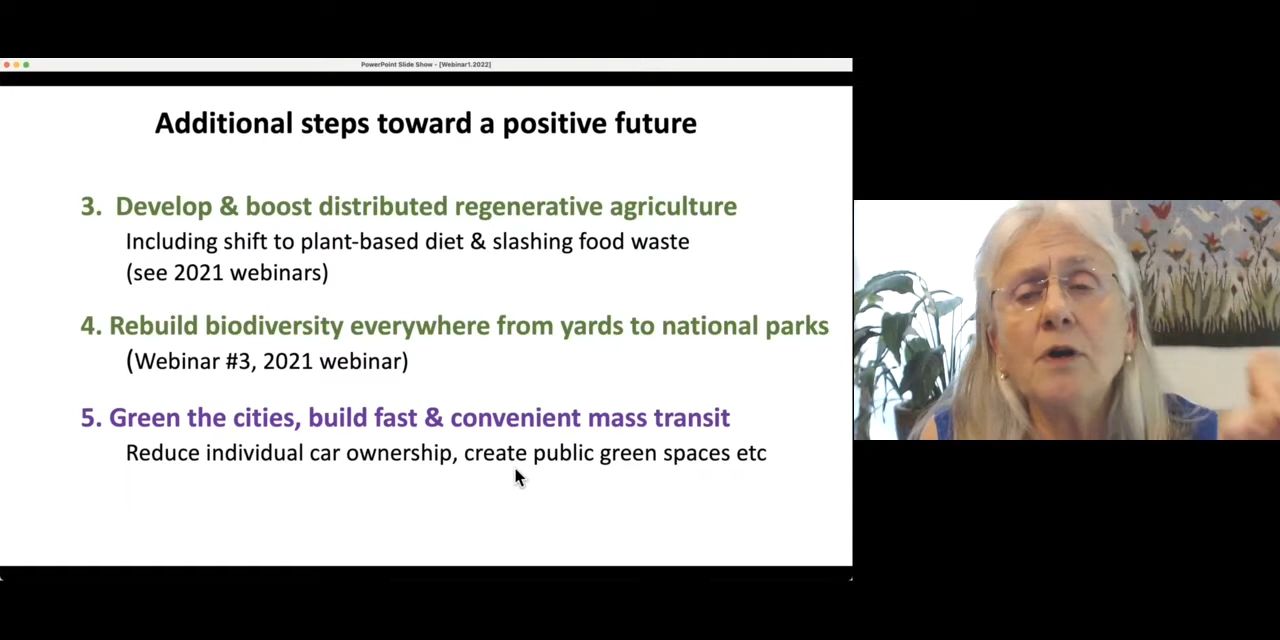 PowerPoint Slide Show - [Webinar1.2022]
Additional steps toward a positive future
3. Develop & boost distributed regenerative agriculture
Including shift to plant-based diet & slashing food waste
(see 2021 webinars)
4. Rebuild biodiversity everywhere from yards to national parks
(Webinar #3, 2021 webinar)
5. Green the cities, build fast & convenient mass transit
Reduce individual car ownership, create public green spaces etc